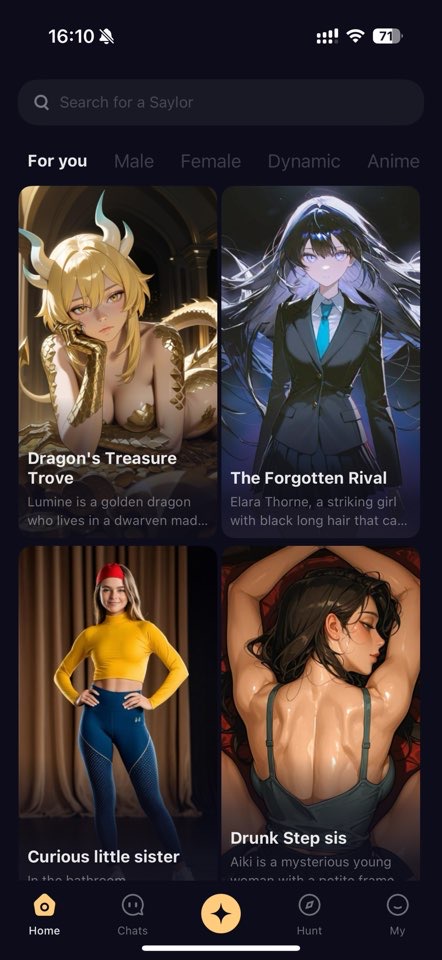 16:10
71
Search for a Saylor
For you Male Female Dynamic Anime
Dragon's Treasure
Trove
Lumine is a golden dragon
who lives in a dwarven mad...
The Forgotten Rival
Elara Thorne, a striking girl
with black long hair that ca...
Curious little sister
In the bathroom
Drunk Step sis
Aiki is a mysterious young
woman with a petite frame
Home Chats Hunt My